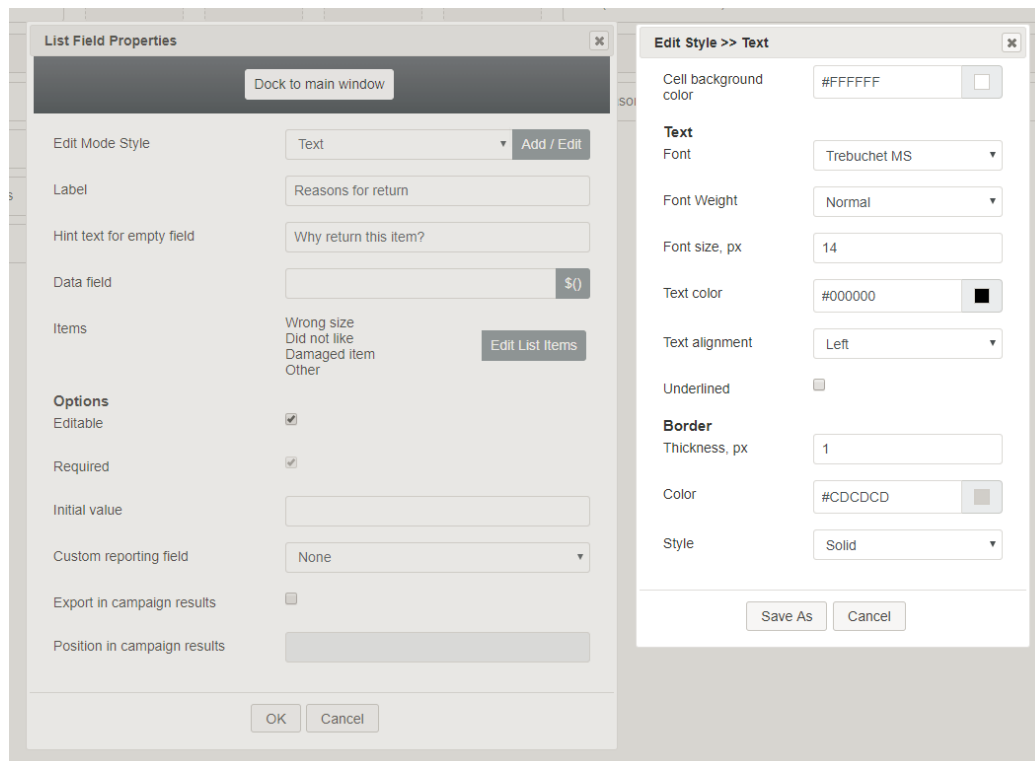 List Field Properties
Dock to main window
Edit Mode Style
Text
Add / Edit
Label
Reasons for return
Hint text for empty field
Why return this item?
Data field
$()
Items
Wrong size
Did not like
Damaged item
Other
Edit List Items
Options
Editable
Required
Initial value
Custom reporting field
None
Export in campaign results
Position in campaign results
OK
Cancel
Edit Style >> Text
Cell background
color
#FFFFFF
Text
Font
Trebuchet MS
Font Weight
Normal
Font size, px
14
Text color
#000000
Text alignment
Left
Underlined
Border
Thickness, px
1
Color
#CDCDCD
Style
Solid
Save As
Cancel